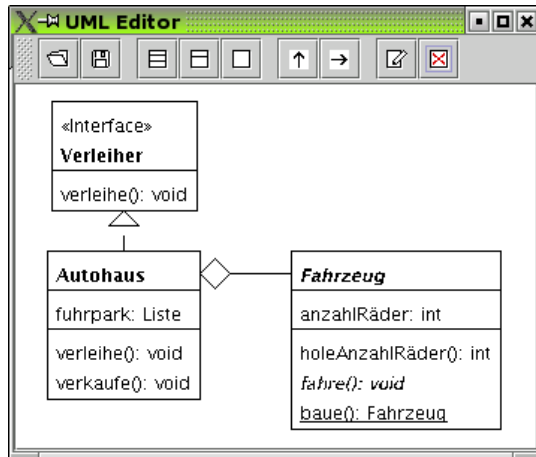 UML Editor
«Interface»
Verleiher
verleihe(): void
Autohaus
fuhrpark: Liste
verleihe(): void
verkaufe(): void
Fahrzeug
anzahlRäder: int
holeAnzahlRäder(): int
fahre(): void
baue(): Fahrzeug